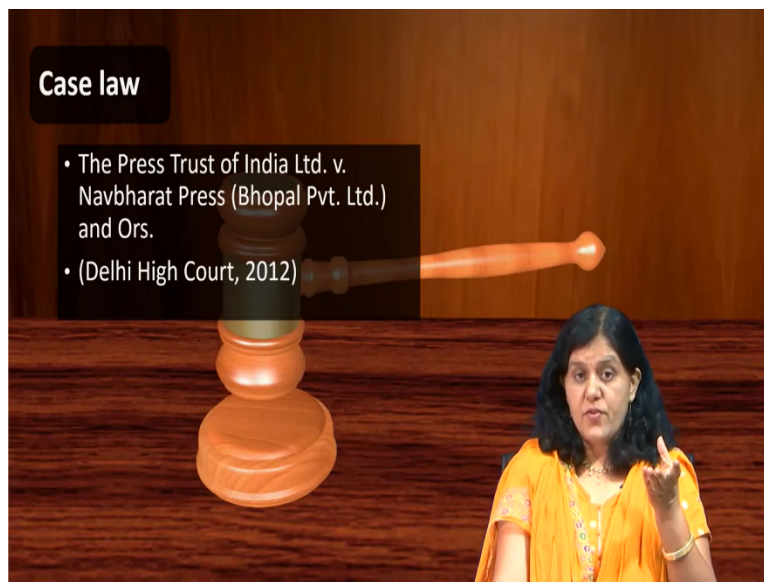 Case law
• The Press Trust of India Ltd. v.
Navbharat Press (Bhopal Pvt. Ltd.)
and Ors.
• (Delhi High Court, 2012)